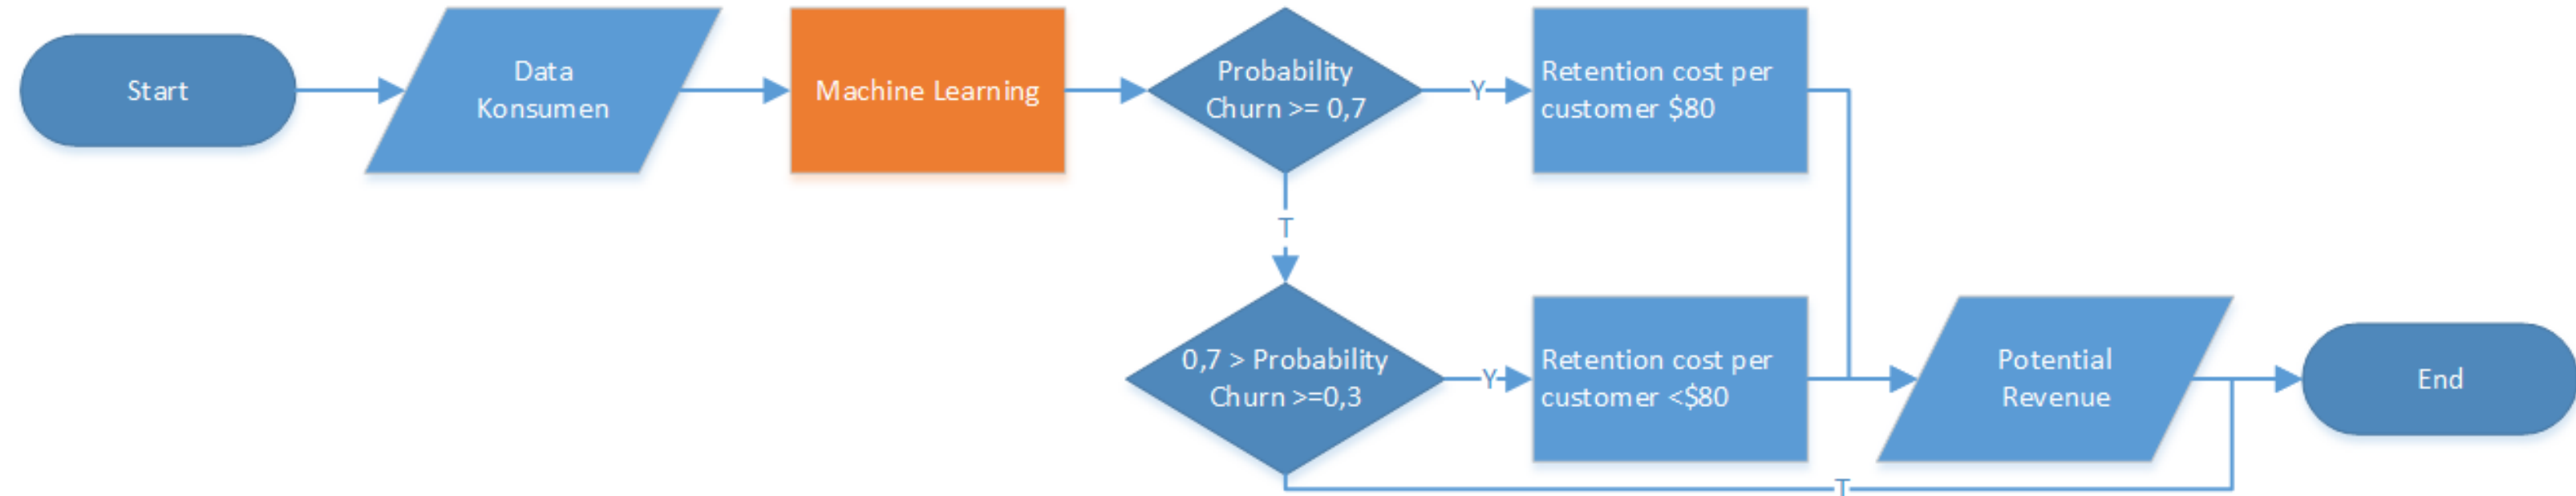 Start
Data
Konsumen
Machine Learning
Probability
Churn >= 0,7
Y
Retention cost per
customer $80
T
0,7 > Probability
Churn >=0,3
Y
Retention cost per
customer <$80
Potential
Revenue
End
T